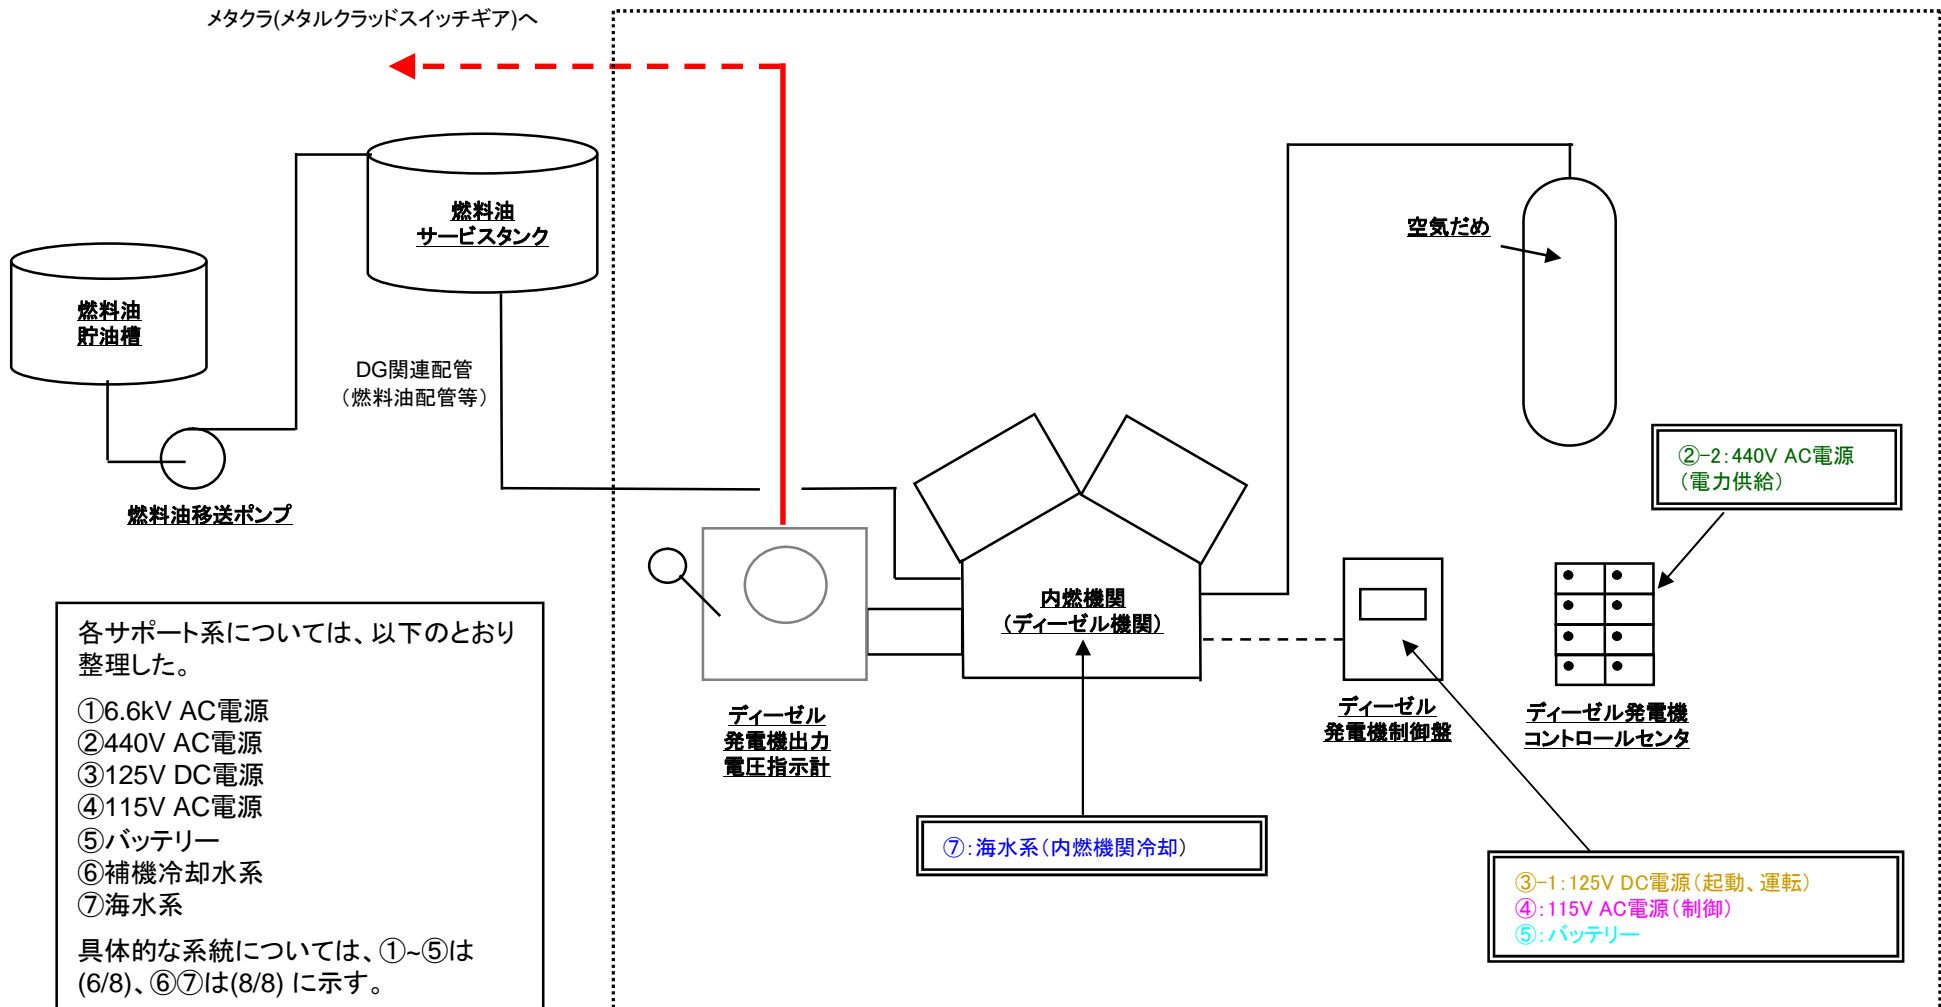 メタクラ(メタルクラッドスイッチギア)へ
燃料油
サービスタンク
空気だめ
燃料油
貯油槽
DG関連配管
（燃料油配管等）
②-2：440V AC電源
（電力供給）
燃料油移送ポンプ
内燃機関
（ディーゼル機関）
各サポート系については、以下のとおり
整理した。
①6.6kV AC電源
②440V AC電源
③125V DC電源
④115V AC電源
⑤バッテリー
⑥補機冷却水系
⑦海水系
具体的な系統については、①~⑤は
(6/8)、⑥⑦は(8/8) に示す。
ディーゼル
発電機出力
電圧指示計
ディーゼル
発電機制御盤
ディーゼル発電機
コントロールセンタ
⑦：海水系（内燃機関冷却）
③-1：125V DC電源（起動、運転）
④：115V AC電源（制御）
⑤：バッテリー